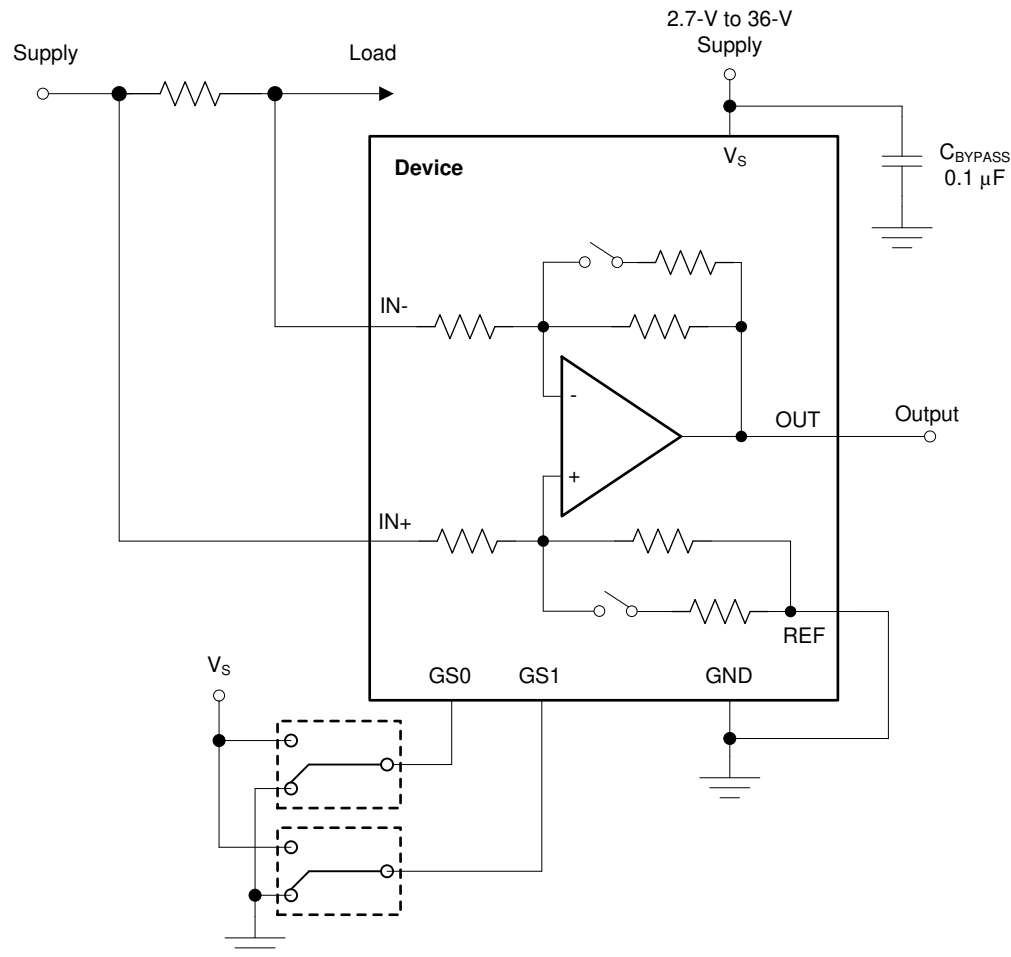 2.7-V to 36-V
Supply
Supply
Load
Device
VS
CBYPASS
0.1 μF
IN-
-
OUT
Output
+
IN+
REF
VS
GS0
GS1
GND